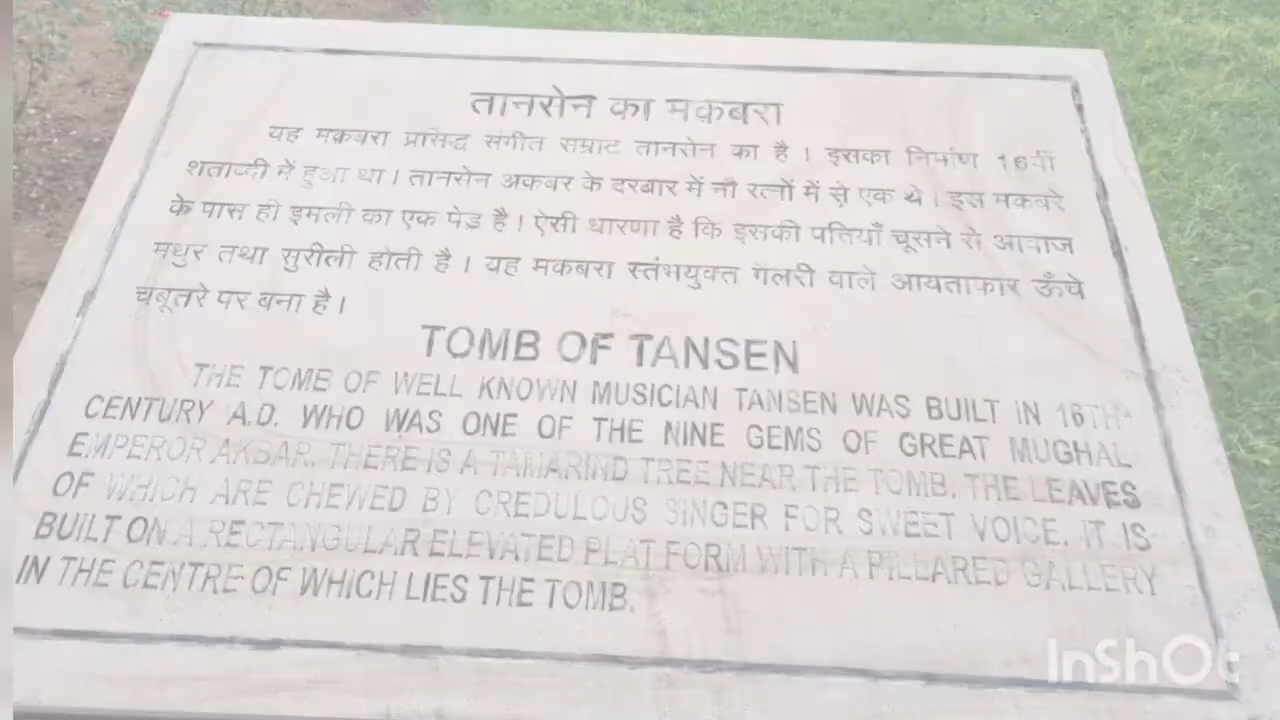 तानसेन का मक़बरा
यह मक़बरा प्रसिद्ध संगीत सम्राट तानसेन का है । इसका निर्माण 16वीं
शताब्दी में हुआ था । तानसेन अकबर के दरबार में नौ रत्नों में से एक थे । इस मकबरे
के पास ही इमली का एक पेड़ है । ऐसी धारणा है कि इसकी पत्तियाँ चूसने से आवाज
मधुर तथा सुरीली होती है । यह मकबरा स्तंभयुक्त गैलरी वाले आयताकार ऊँचे
चबूतरे पर बना है ।
TOMB OF TANSEN
THE TOMB OF WELL KNOWN MUSICIAN TANSEN WAS BUILT IN 16TH
CENTURY A.D. WHO WAS ONE OF THE NINE GEMS OF GREAT MUGHAL
EMPEROR AKBAR. THERE IS A TAMARIND TREE NEAR THE TOMB. THE LEAVES
OF WHICH ARE CHEWED BY CREDULOUS SINGER FOR SWEET VOICE. IT IS
BUILT ON A RECTANGULAR ELEVATED PLAT FORM WITH A PILLARED GALLERY
IN THE CENTRE OF WHICH LIES THE TOMB.
InShOt